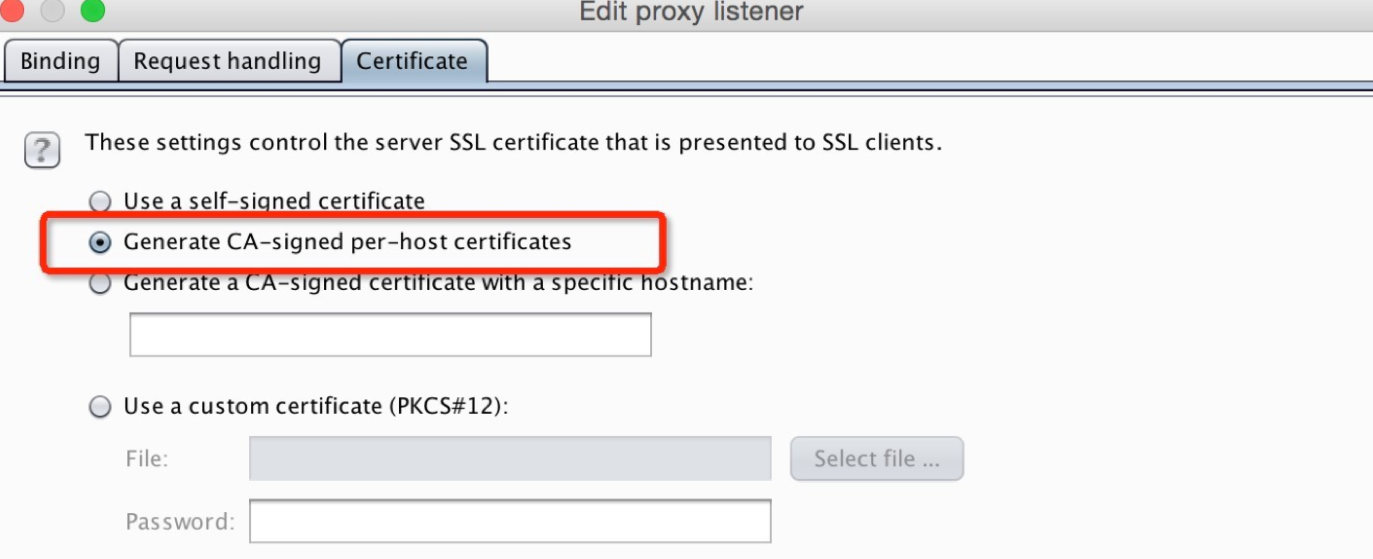 Edit proxy listener
Binding Request handling Certificate
? These settings control the server SSL certificate that is presented to SSL clients.
Use a self-signed certificate
Generate CA-signed per-host certificates
Generate a CA-signed certificate with a specific hostname:
Use a custom certificate (PKCS#12):
File: Select file ...
Password: